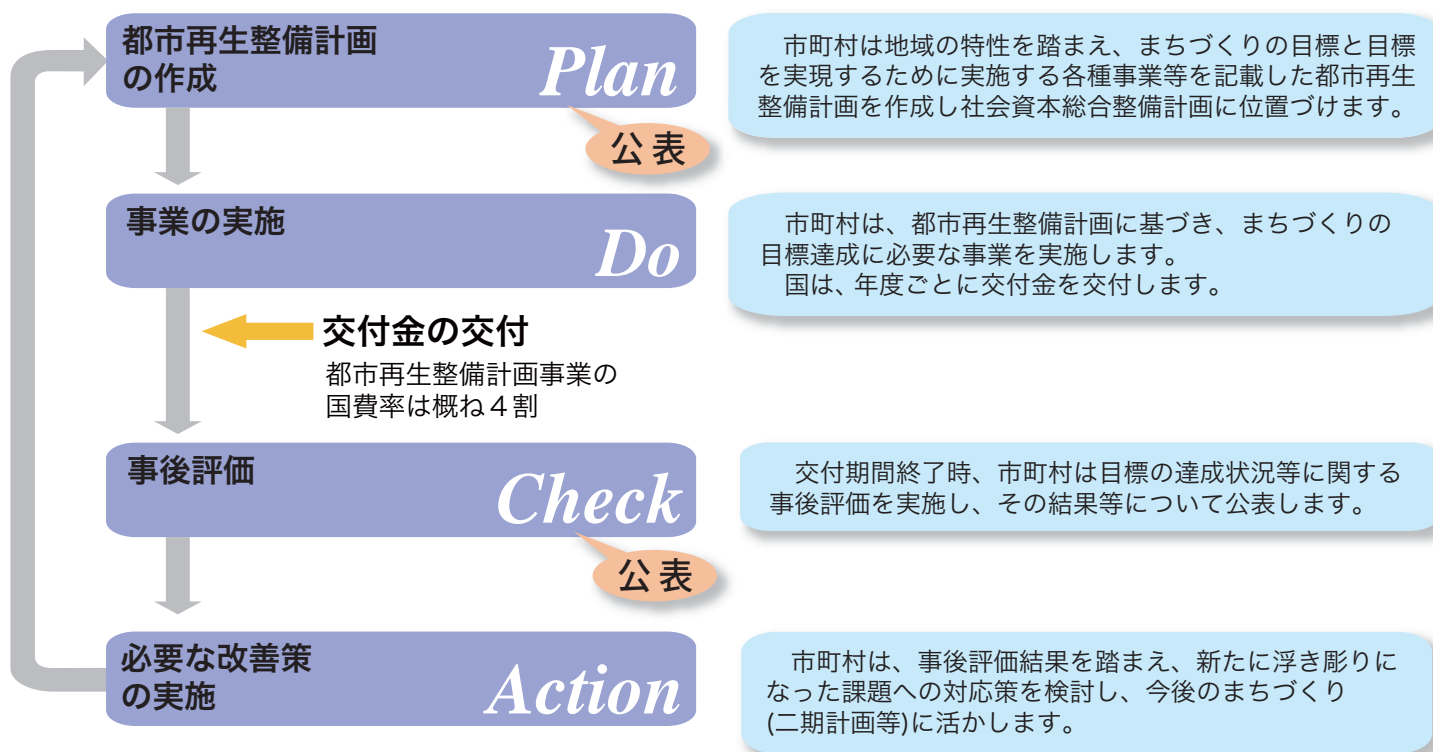 都市再生整備計画
の作成
Plan
公表
市町村は地域の特性を踏まえ、まちづくりの目標と目標
を実現するために実施する各種事業等を記載した都市再生
整備計画を作成し社会資本総合整備計画に位置づけます。
事業の実施
Do
市町村は、都市再生整備計画に基づき、まちづくりの
目標達成に必要な事業を実施します。
国は、年度ごとに交付金を交付します。
交付金の交付
都市再生整備計画事業の
国費率は概ね４割
事後評価
Check
公表
交付期間終了時、市町村は目標の達成状況等に関する
事後評価を実施し、その結果等について公表します。
必要な改善策
の実施
Action
市町村は、事後評価結果を踏まえ、新たに浮き彫りに
なった課題への対応策を検討し、今後のまちづくり
(二期計画等)に活かします。